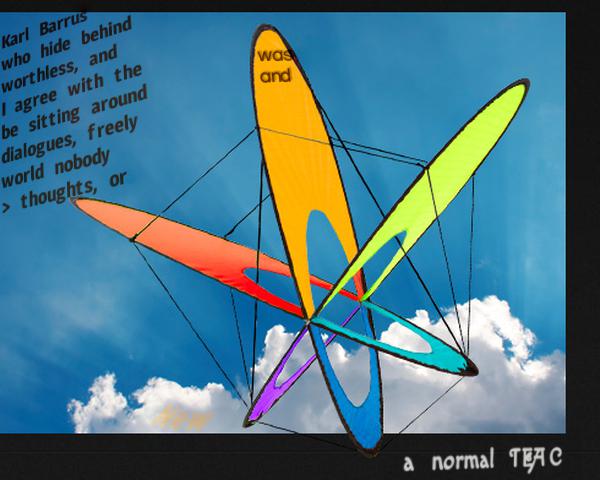 Karl Barrus
who hide behind
worthless, and
I agree with the
be sitting around
dialogues, freely
world nobody
> thoughts, or
was
and
a normal TEAC